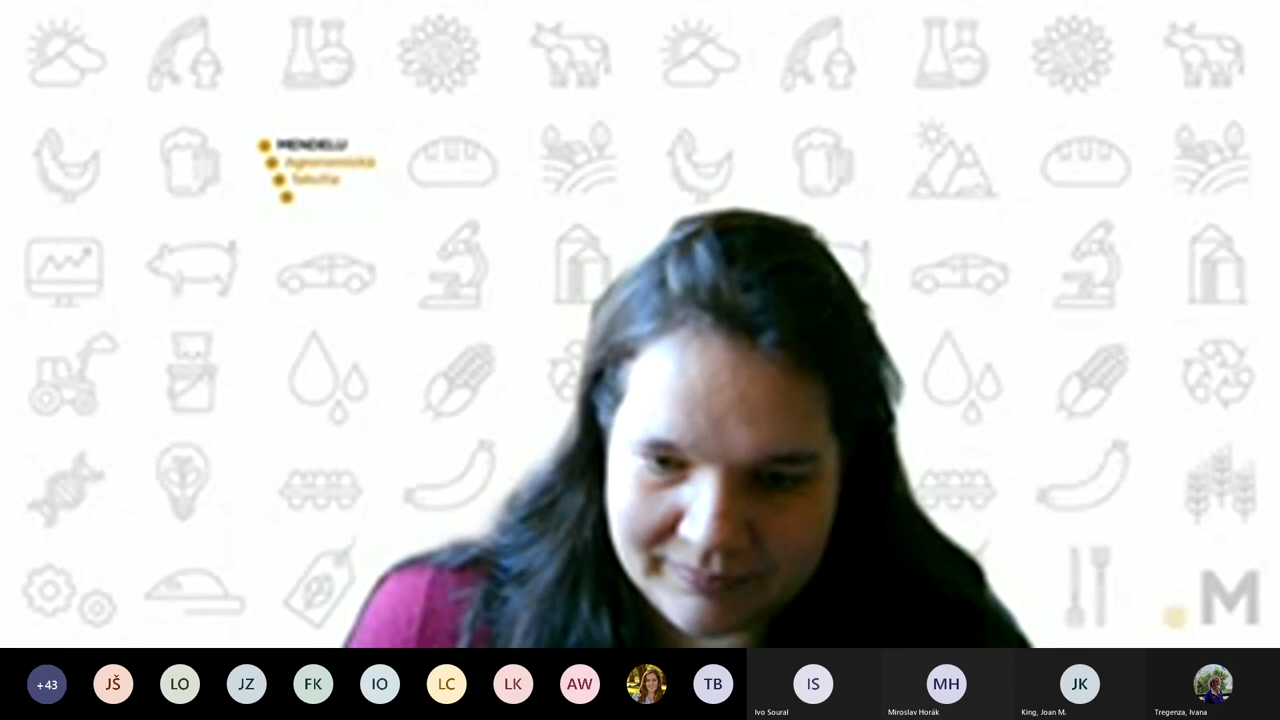 MENDELU
Agronomická
fakulta
M
+43
JŠ
LO
JZ
FK
IO
LC
LK
AW
TB
IS
MH
JK
Ivo Soural
Miroslav Horák
King, Joan M.
Tregenza, Ivana